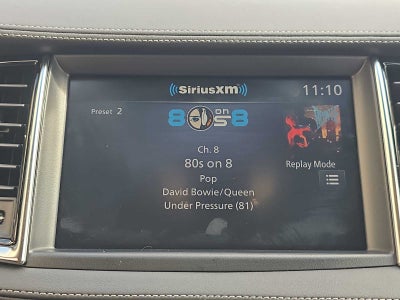 SiriusXM
11:10
Preset 2
80s on 8
Ch. 8
80s on 8
Pop
Replay Mode
David Bowie/Queen
Under Pressure (81)